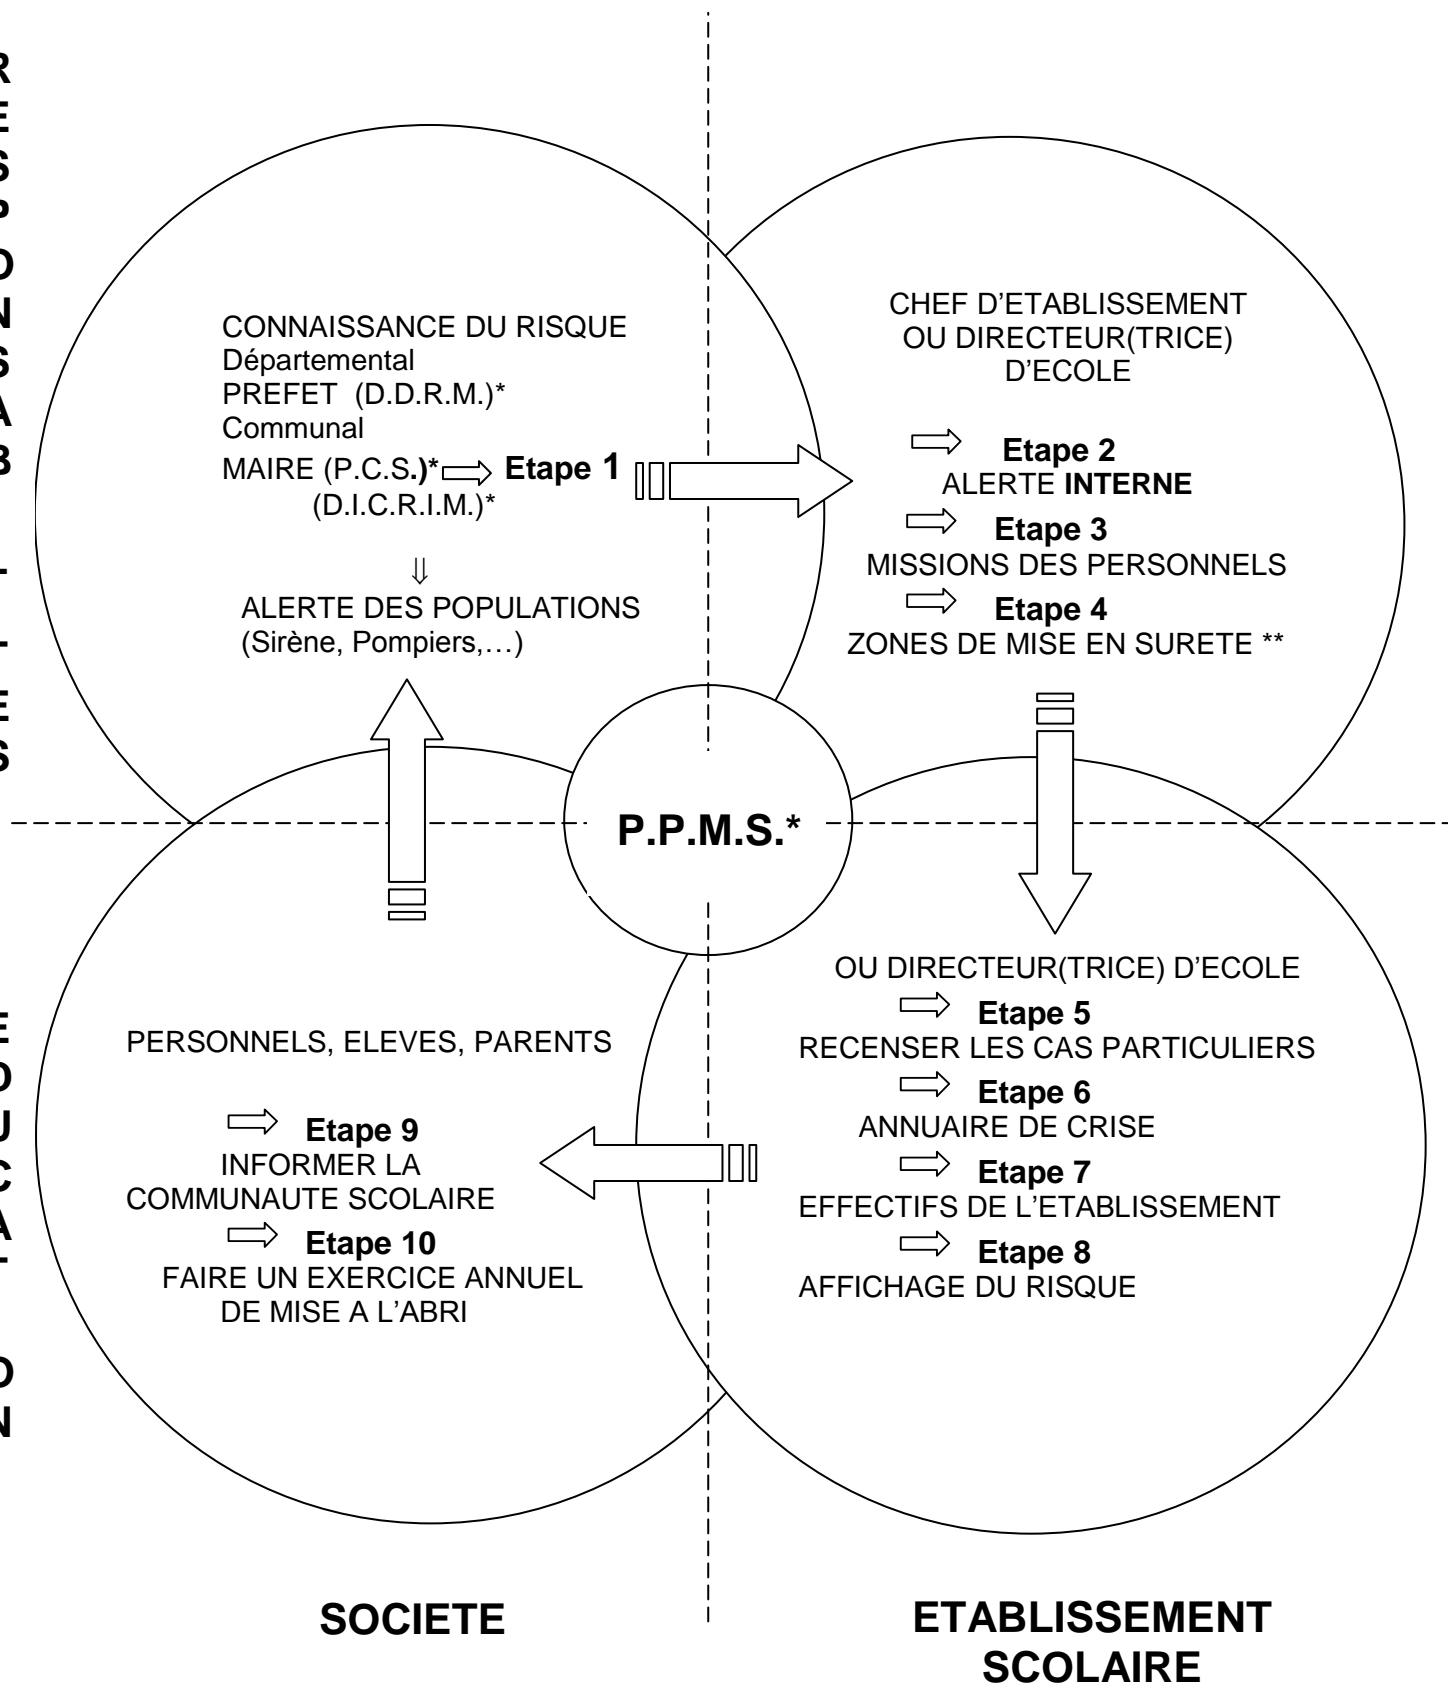 RESPONSAB
ES
CONNAISSANCE DU RISQUE
Départemental
PREFET (D.D.R.M.)*
Communal
MAIRE (P.C.S.)* ⇨ Etape 1
(D.I.C.R.I.M.)*
⇓
ALERTE DES POPULATIONS
(Sirène, Pompiers,…)
CHEF D'ETABLISSEMENT
OU DIRECTEUR(TRICE)
D'ECOLE
⇨ Etape 2
ALERTE INTERNE
⇨ Etape 3
MISSIONS DES PERSONNELS
⇨ Etape 4
ZONES DE MISE EN SURETE **
P.P.M.S.*
OU DIRECTEUR(TRICE) D'ECOLE
⇨ Etape 5
RECENSER LES CAS PARTICULIERS
⇨ Etape 6
ANNUAIRE DE CRISE
⇨ Etape 7
EFFECTIFS DE L'ETABLISSEMENT
⇨ Etape 8
AFFICHAGE DU RISQUE
EDUCAT
ON
PERSONNELS, ELEVES, PARENTS
⇨ Etape 9
INFORMER LA
COMMUNAUTE SCOLAIRE
⇨ Etape 10
FAIRE UN EXERCICE ANNUEL
DE MISE A L'ABRI
SOCIETE
ETABLISSEMENT
SCOLAIRE